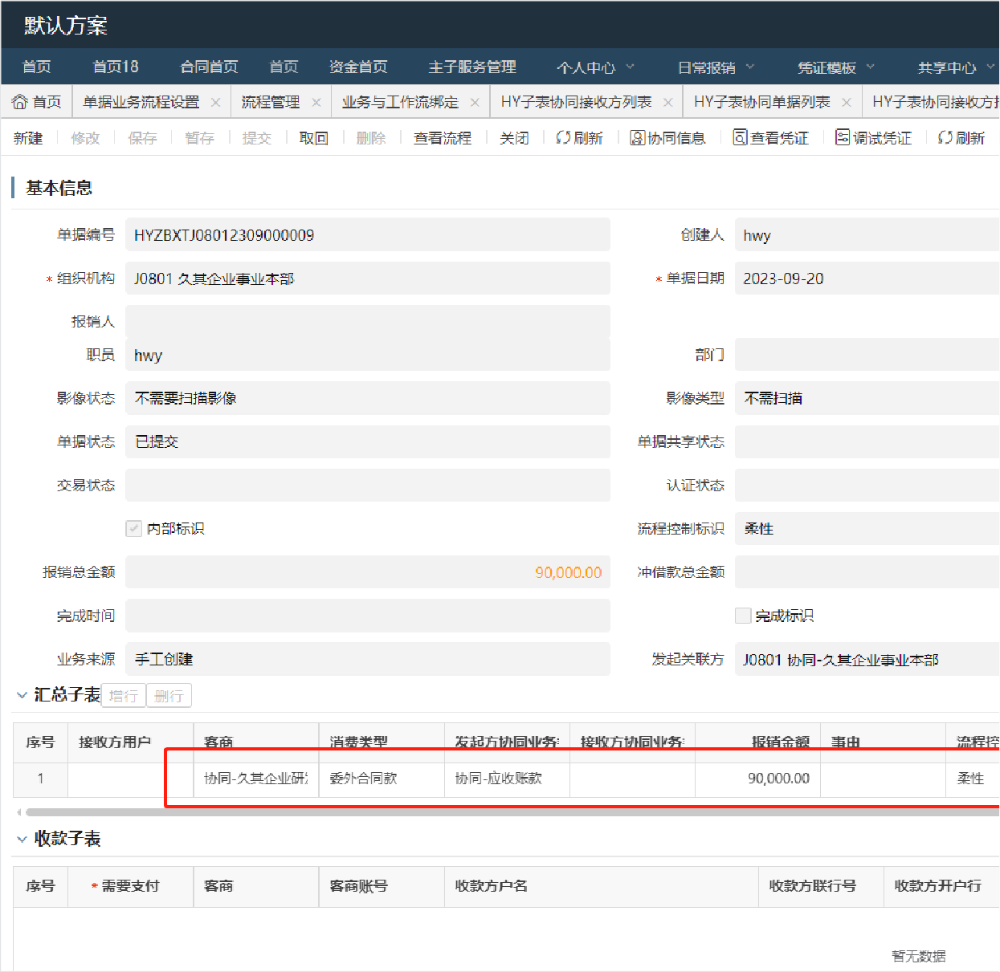 默认方案
首页 首页18 合同首页 首页 资金首页 主子服务管理 个人中心 日常报销 凭证模板 共享中心
首页 单据业务流程设置 流程管理 业务与工作流绑定 HY子表协同接收方列表 HY子表协同单据列表 HY子表协同接收方
新建 修改 保存 暂存 提交 取回 删除 查看流程 关闭 刷新 协同信息 查看凭证 调试凭证 刷新
基本信息
单据编号 HYZBXTJ08012309000009 创建人 hwy
* 组织机构 J0801 久其企业事业本部 * 单据日期 2023-09-20
报销人
职员 hwy 部门
影像状态 不需要扫描影像 影像类型 不需扫描
单据状态 已提交 单据共享状态
交易状态 认证状态
内部标识 流程控制标识 柔性
报销总金额 90,000.00 冲借款总金额
完成时间 完成标识
业务来源 手工创建 发起关联方 J0801 协同-久其企业事业本部
汇总子表 增行 删行
序号 接收方用户 客商 消费类型 发起方协同业务 接收方协同业务 报销金额 事由 流程控
1 协同-久其企业研 委外合同款 协同-应收账款 90,000.00 柔性
收款子表
序号 * 需要支付 客商 客商账号 收款方户名 收款方联行号 收款方开户行
暂无数据